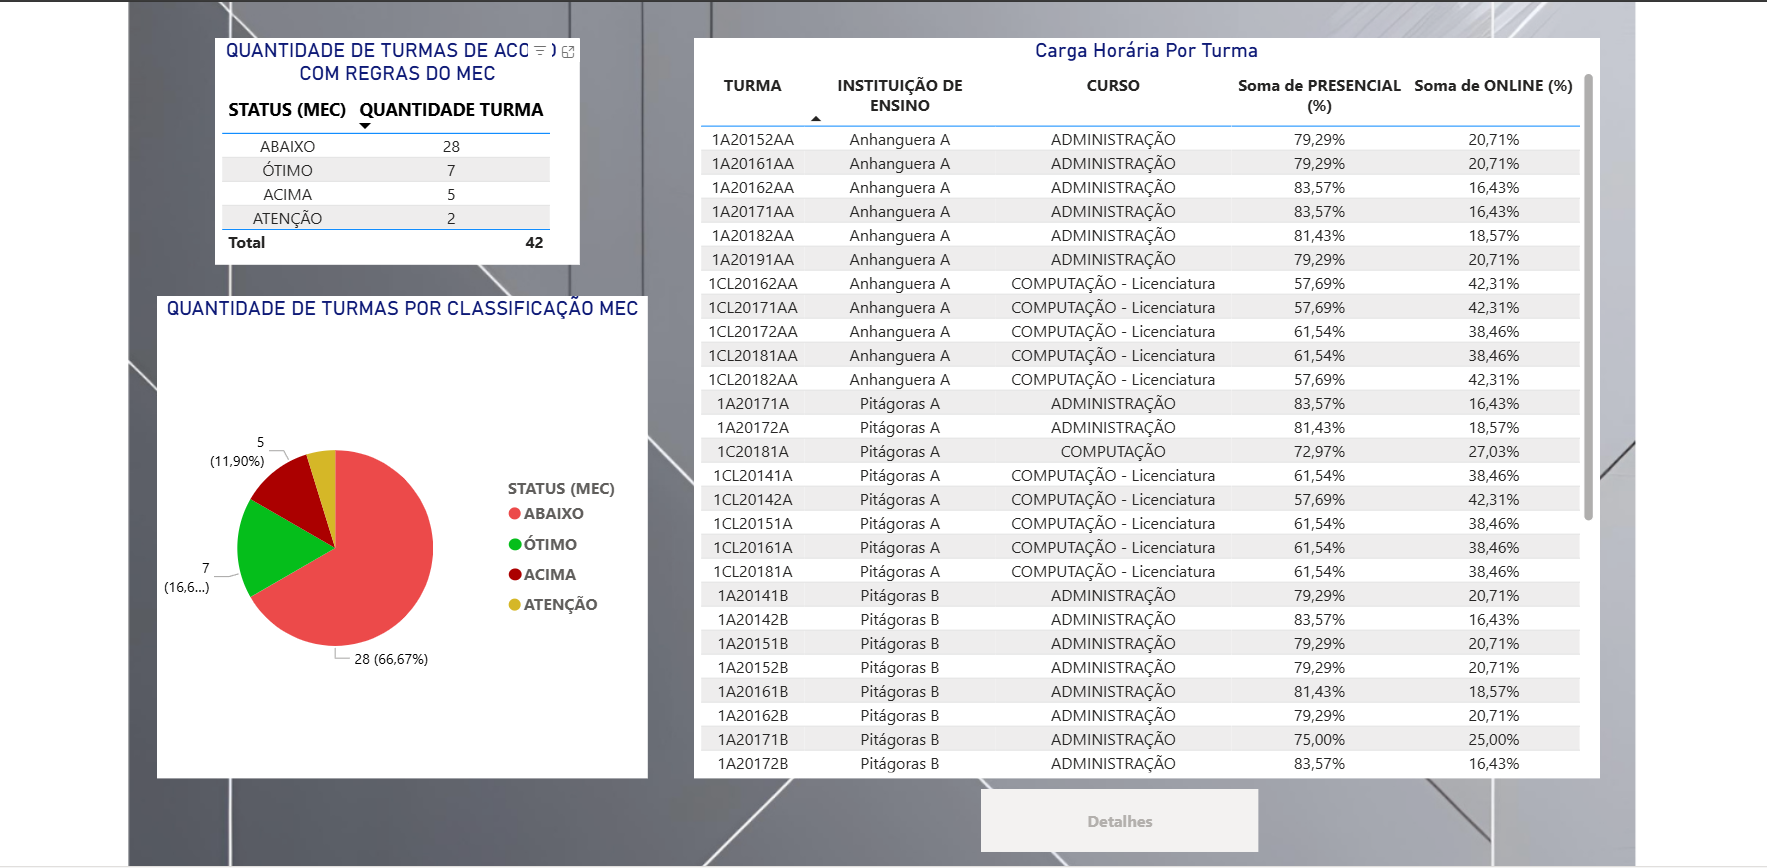 QUANTIDADE DE TURMAS DE ACO
COM REGRAS DO MEC
STATUS (MEC) QUANTIDADE TURMA
ABAIXO 28
ÓTIMO 7
ACIMA 5
ATENÇÃO 2
Total 42
QUANTIDADE DE TURMAS POR CLASSIFICAÇÃO MEC
5
(11,90%)
7
(16,6...)
28 (66,67%)
STATUS (MEC)
ABAIXO
ÓTIMO
ACIMA
ATENÇÃO
Carga Horária Por Turma
TURMA INSTITUIÇÃO DE ENSINO CURSO Soma de PRESENCIAL (%) Soma de ONLINE (%)
1A20152AA Anhanguera A ADMINISTRAÇÃO 79,29% 20,71%
1A20161AA Anhanguera A ADMINISTRAÇÃO 79,29% 20,71%
1A20162AA Anhanguera A ADMINISTRAÇÃO 83,57% 16,43%
1A20171AA Anhanguera A ADMINISTRAÇÃO 83,57% 16,43%
1A20182AA Anhanguera A ADMINISTRAÇÃO 81,43% 18,57%
1A20191AA Anhanguera A ADMINISTRAÇÃO 79,29% 20,71%
1CL20162AA Anhanguera A COMPUTAÇÃO - Licenciatura 57,69% 42,31%
1CL20171AA Anhanguera A COMPUTAÇÃO - Licenciatura 57,69% 42,31%
1CL20172AA Anhanguera A COMPUTAÇÃO - Licenciatura 61,54% 38,46%
1CL20181AA Anhanguera A COMPUTAÇÃO - Licenciatura 61,54% 38,46%
1CL20182AA Anhanguera A COMPUTAÇÃO - Licenciatura 57,69% 42,31%
1A20171A Pitágoras A ADMINISTRAÇÃO 83,57% 16,43%
1A20172A Pitágoras A ADMINISTRAÇÃO 81,43% 18,57%
1C20181A Pitágoras A COMPUTAÇÃO 72,97% 27,03%
1CL20141A Pitágoras A COMPUTAÇÃO - Licenciatura 61,54% 38,46%
1CL20142A Pitágoras A COMPUTAÇÃO - Licenciatura 57,69% 42,31%
1CL20151A Pitágoras A COMPUTAÇÃO - Licenciatura 61,54% 38,46%
1CL20161A Pitágoras A COMPUTAÇÃO - Licenciatura 61,54% 38,46%
1CL20181A Pitágoras A COMPUTAÇÃO - Licenciatura 61,54% 38,46%
1A20141B Pitágoras B ADMINISTRAÇÃO 79,29% 20,71%
1A20142B Pitágoras B ADMINISTRAÇÃO 83,57% 16,43%
1A20151B Pitágoras B ADMINISTRAÇÃO 79,29% 20,71%
1A20152B Pitágoras B ADMINISTRAÇÃO 79,29% 20,71%
1A20161B Pitágoras B ADMINISTRAÇÃO 81,43% 18,57%
1A20162B Pitágoras B ADMINISTRAÇÃO 79,29% 20,71%
1A20171B Pitágoras B ADMINISTRAÇÃO 75,00% 25,00%
1A20172B Pitágoras B ADMINISTRAÇÃO 83,57% 16,43%
Detalhes